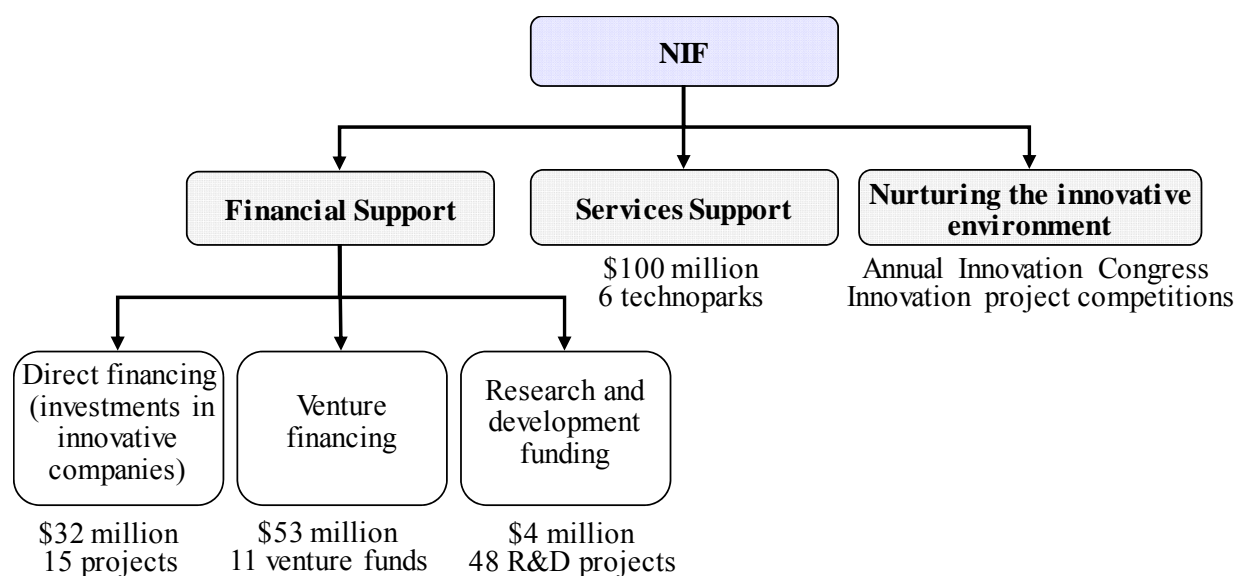 NIF
Financial Support
Services Support
Nurturing the innovative
environment
$100 million
6 technoparks
Annual Innovation Congress
Innovation project competitions
Direct financing
(investments in
innovative
companies)
Venture
financing
Research and
development
funding
$32 million
15 projects
$53 million
11 venture funds
$4 million
48 R&D projects